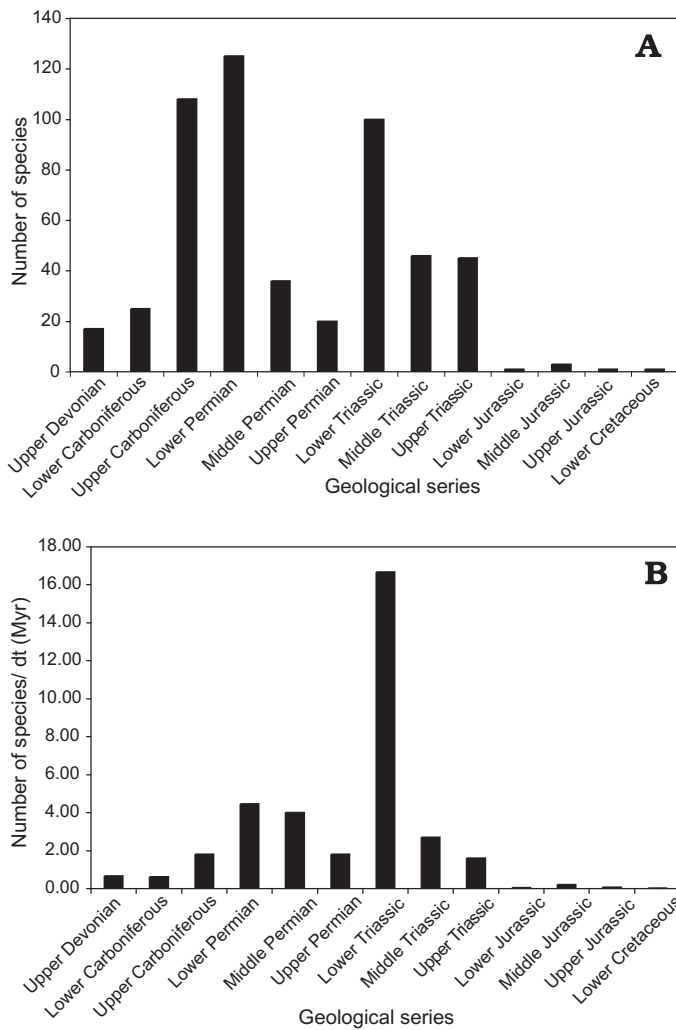 A
Number of species
140
120
100
80
60
40
20
0
Upper Devonian
Lower Carboniferous
Upper Carboniferous
Lower Permian
Middle Permian
Upper Permian
Lower Triassic
Middle Triassic
Upper Triassic
Lower Jurassic
Middle Jurassic
Upper Jurassic
Lower Cretaceous
Geological series
B
Number of species/ dt (Myr)
18.00
16.00
14.00
12.00
10.00
8.00
6.00
4.00
2.00
0.00
Upper Devonian
Lower Carboniferous
Upper Carboniferous
Lower Permian
Middle Permian
Upper Permian
Lower Triassic
Middle Triassic
Upper Triassic
Lower Jurassic
Middle Jurassic
Upper Jurassic
Lower Cretaceous
Geological series